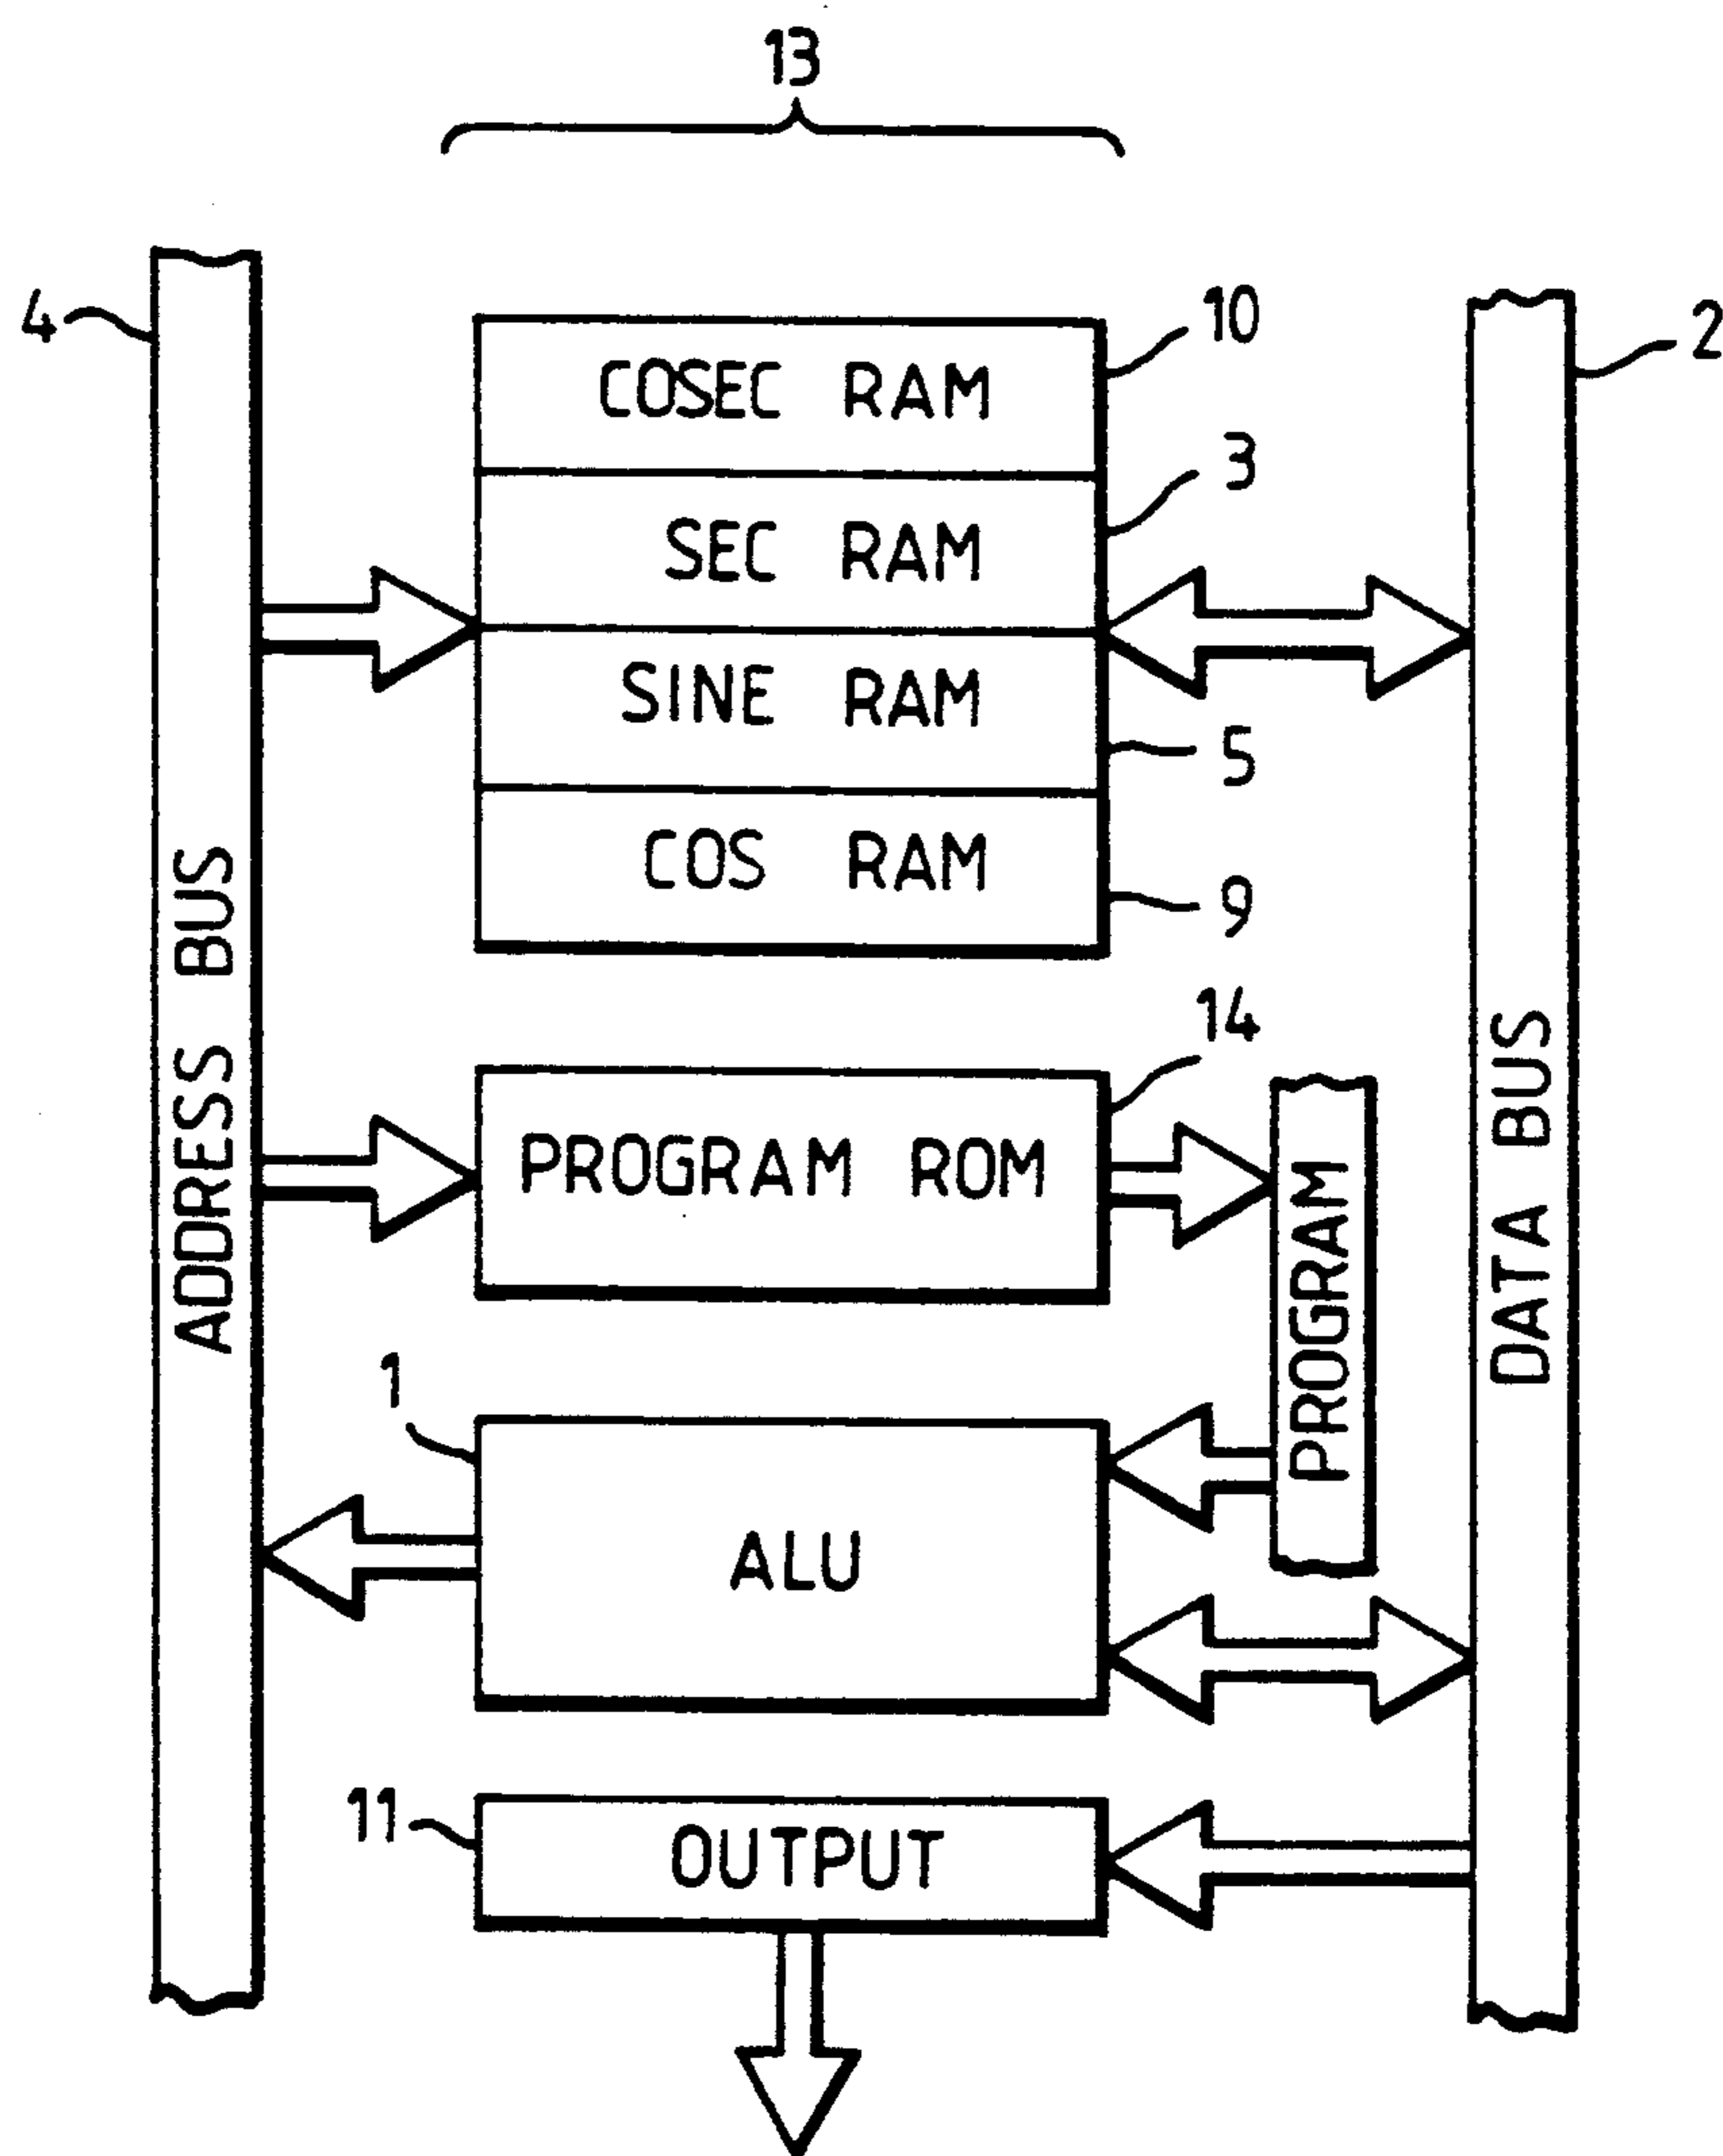 13
4
10
2
COSEC RAM
3
SEC RAM
SINE RAM
5
COS RAM
9
ADDRESS BUS
14
PROGRAM ROM
PROGRAM
DATA BUS
1
ALU
11
OUTPUT